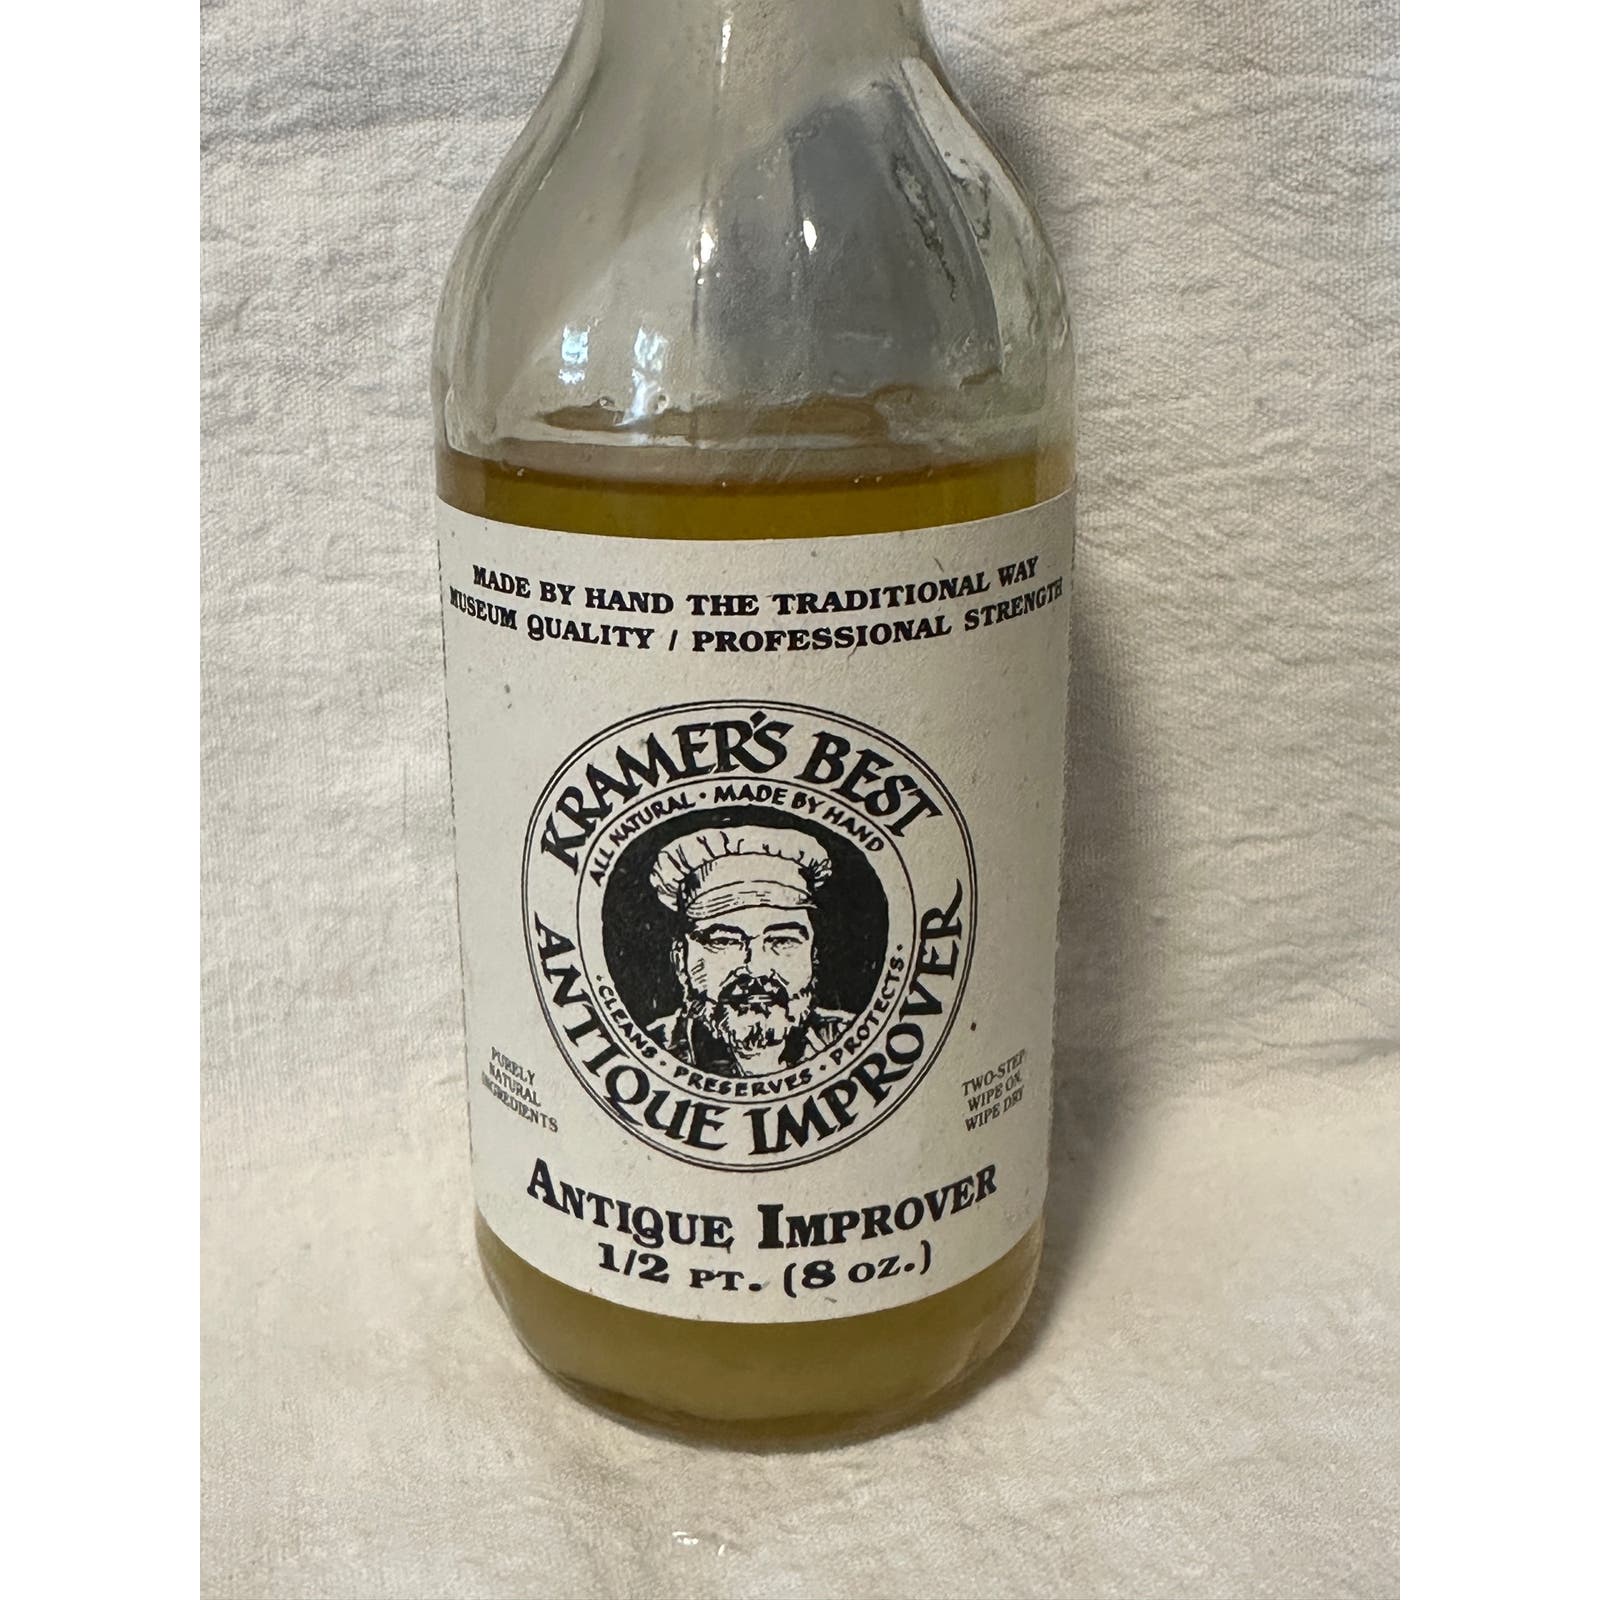 MADE BY HAND THE TRADITIONAL WAY
MUSEUM QUALITY / PROFESSIONAL STRENGTH
KRAMER'S BEST
ALL NATURAL · MADE BY HAND
· CLEANS · PRESERVES · PROTECTS ·
ANTIQUE IMPROVER
PURELY
NATURAL
INGREDIENTS
TWO-STEP
WIPE ON,
WIPE DRY
ANTIQUE IMPROVER
1/2 PT. (8 OZ.)